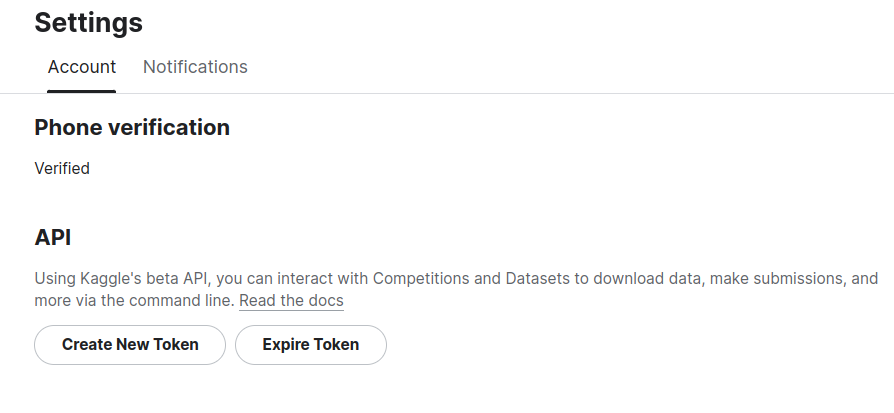 Settings
Account Notifications
Phone verification
Verified
API
Using Kaggle's beta API, you can interact with Competitions and Datasets to download data, make submissions, and
more via the command line. Read the docs
Create New Token Expire Token